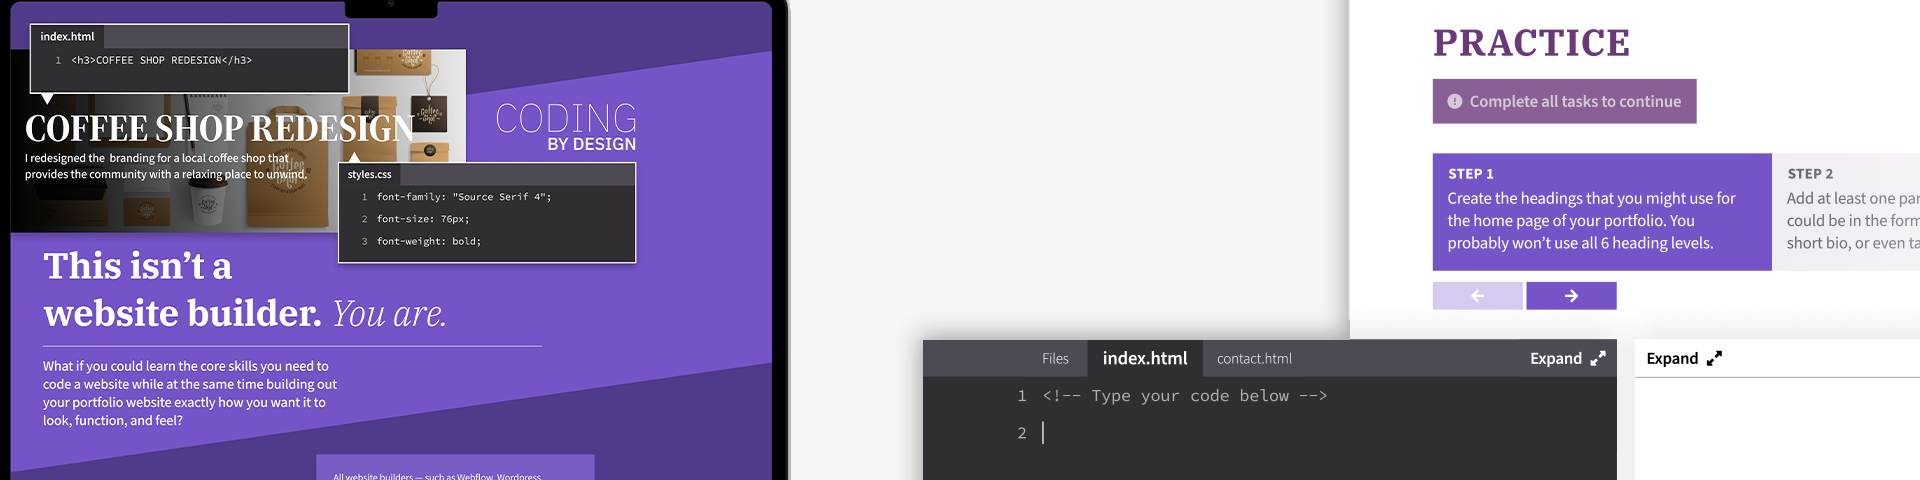 index.html
1 <h3>COFFEE SHOP REDESIGN</h3>
COFFEE SHOP REDESIGN
I redesigned the branding for a local coffee shop that
provides the community with a relaxing place to unwind.
CODING
BY DESIGN
styles.css
1 font-family: "Source Serif 4";
2 font-size: 76px;
3 font-weight: bold;
This isn’t a
website builder. You are.
What if you could learn the core skills you need to
code a website while at the same time building out
your portfolio website exactly how you want it to
look, function, and feel?
All website builders — such as Webflow, Wordpress,
PRACTICE
Complete all tasks to continue
STEP 1
Create the headings that you might use for
the home page of your portfolio. You
probably won’t use all 6 heading levels.
STEP 2
Add at least one par
could be in the form
short bio, or even ta
Files index.html contact.html Expand
1 <!-- Type your code below -->
2
Expand